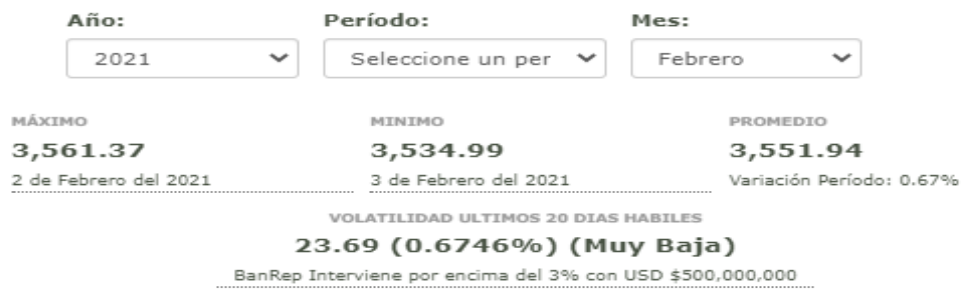 Año: Período: Mes:
2021 Seleccione un per Febrero
MÁXIMO MINIMO PROMEDIO
3,561.37 3,534.99 3,551.94
2 de Febrero del 2021 3 de Febrero del 2021 Variación Período: 0.67%
VOLATILIDAD ULTIMOS 20 DIAS HABILES
23.69 (0.6746%) (Muy Baja)
BanRep Interviene por encima del 3% con USD $500,000,000